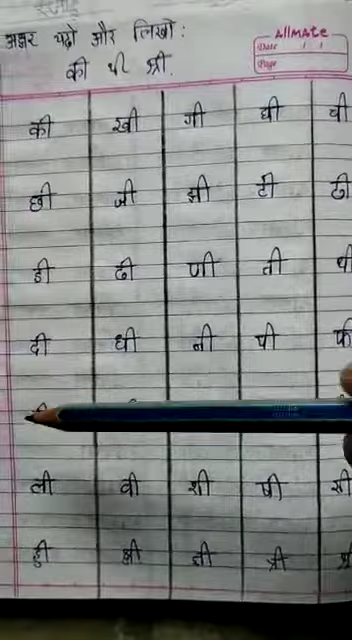 अक्षर पढो और लिखो :
ALLMATE
Date / /
Page
की श्री.
की खी गी घी ची
छी जी झी टी ठी
डी ढी णी ती थी
दी धी नी पी
ली वी शी षी सी
ही क्षी